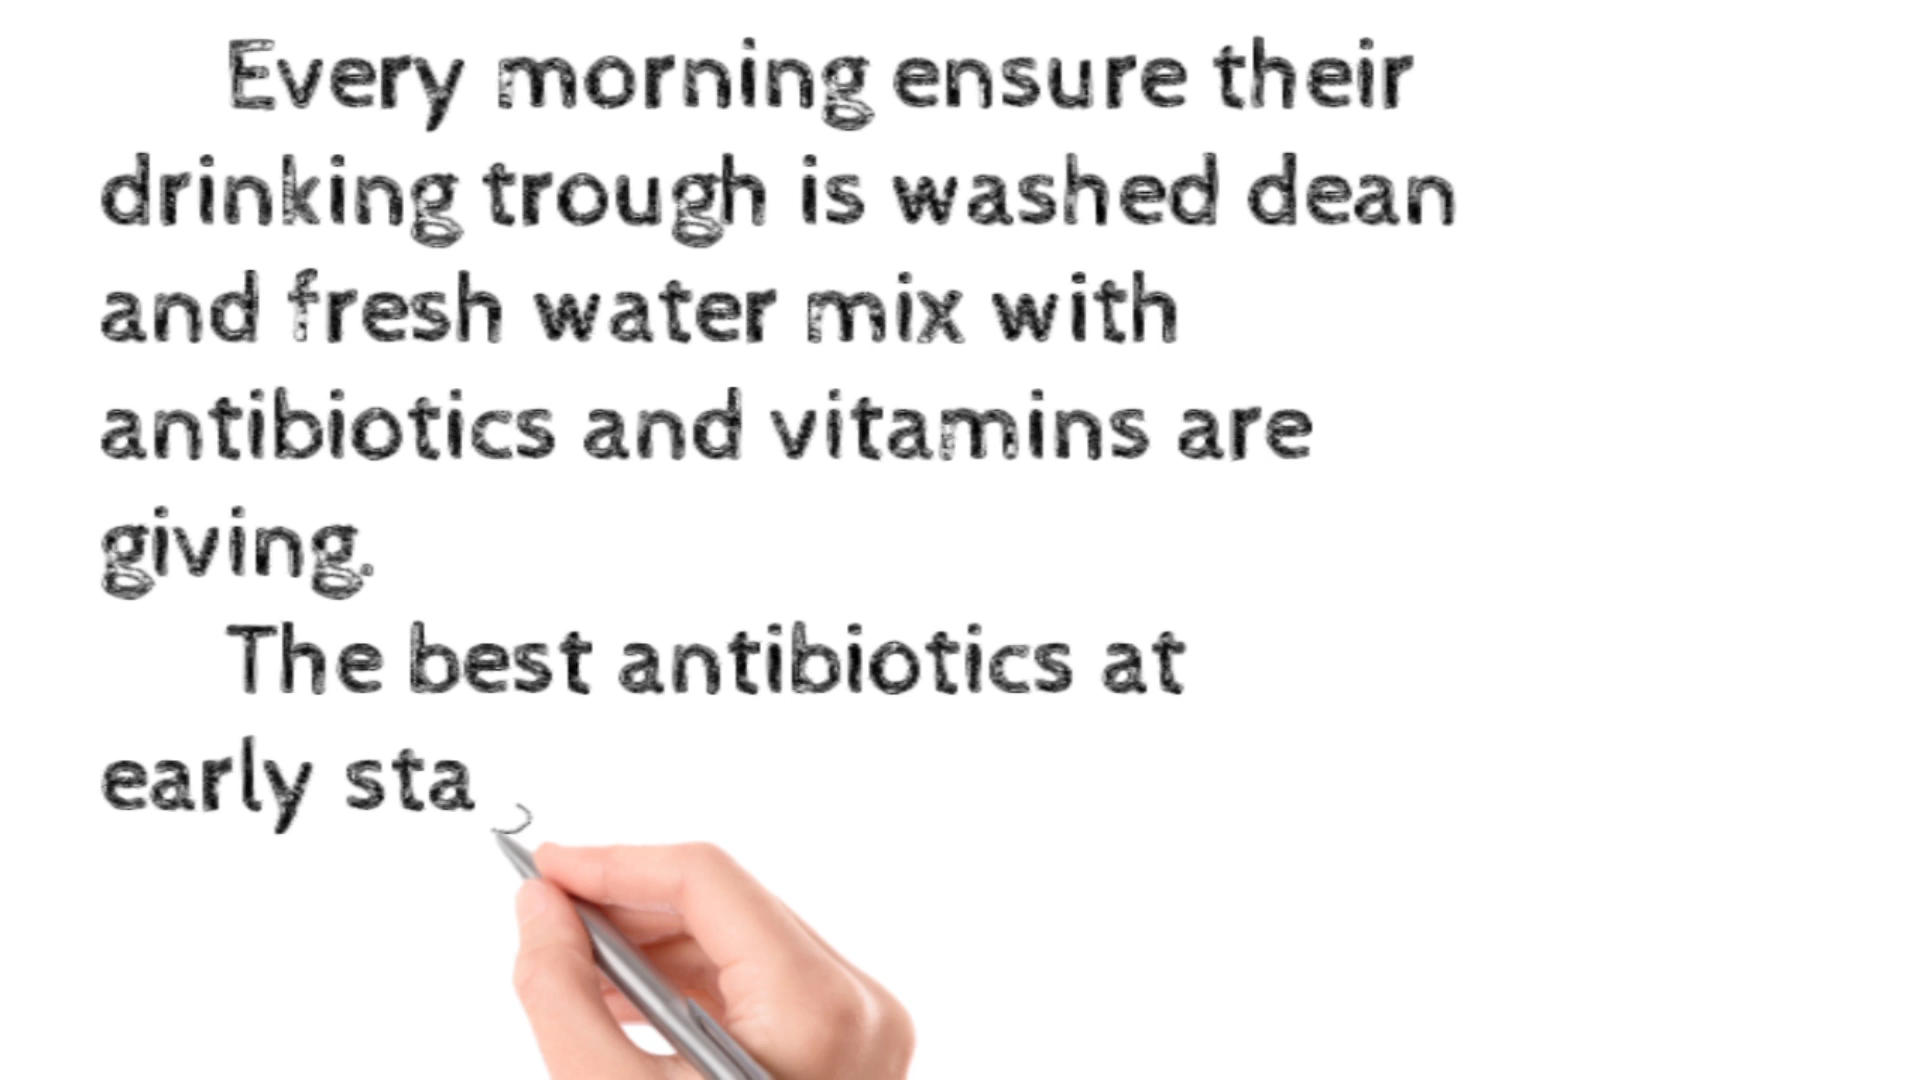 Every morning ensure their
drinking trough is washed dean
and fresh water mix with
antibiotics and vitamins are
giving.
The best antibiotics at
early sta